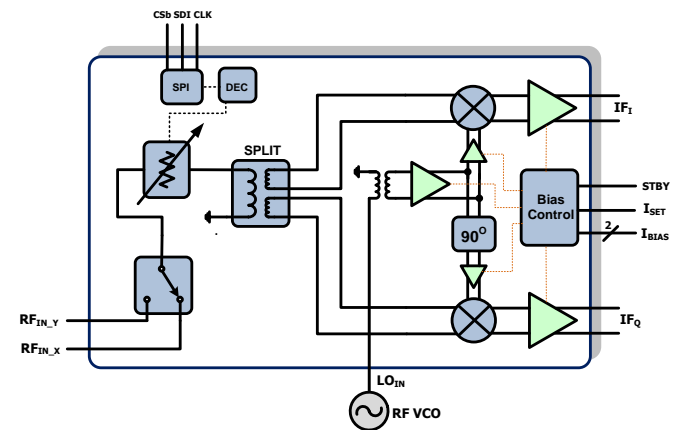 CSb SDI CLK
SPI
DEC
SPLIT
IF_I
Bias
Control
STBY
I_SET
2
I_BIAS
90^O
RF_IN_Y
RF_IN_X
IF_Q
LO_IN
RF VCO